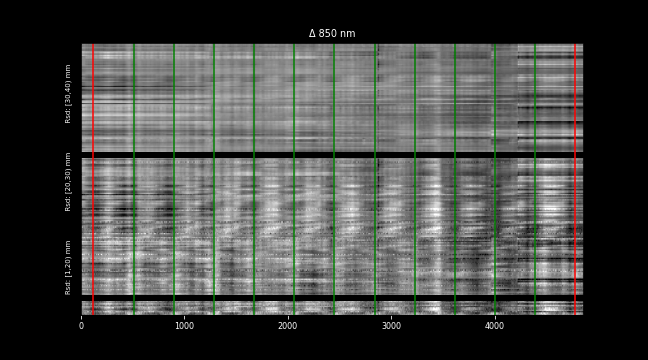 Δ 850 nm
Rsd: [30,40) mm
Rsd: [20,30) mm
Rsd: [1,20) mm
0 1000 2000 3000 4000